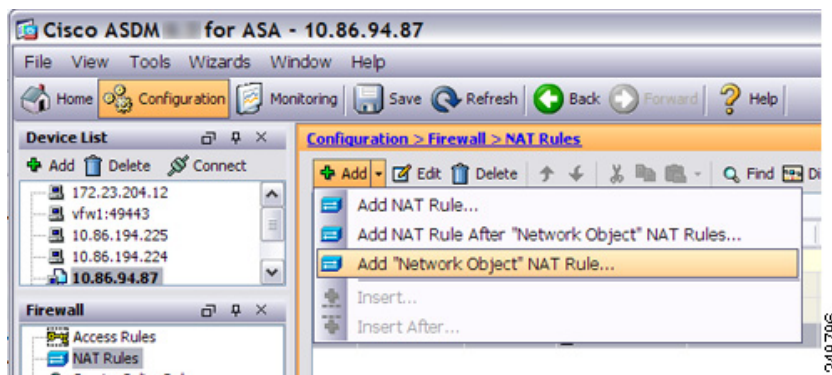 Cisco ASDM for ASA - 10.86.94.87
File View Tools Wizards Window Help
Home Configuration Monitoring Save Refresh Back Forward Help
Device List
Add Delete Connect
172.23.204.12
vfw1:49443
10.86.194.225
10.86.194.224
10.86.94.87
Firewall
Access Rules
NAT Rules
Configuration > Firewall > NAT Rules
Add Edit Delete Find Di
Add NAT Rule...
Add NAT Rule After "Network Object" NAT Rules...
Add "Network Object" NAT Rule...
Insert...
Insert After...